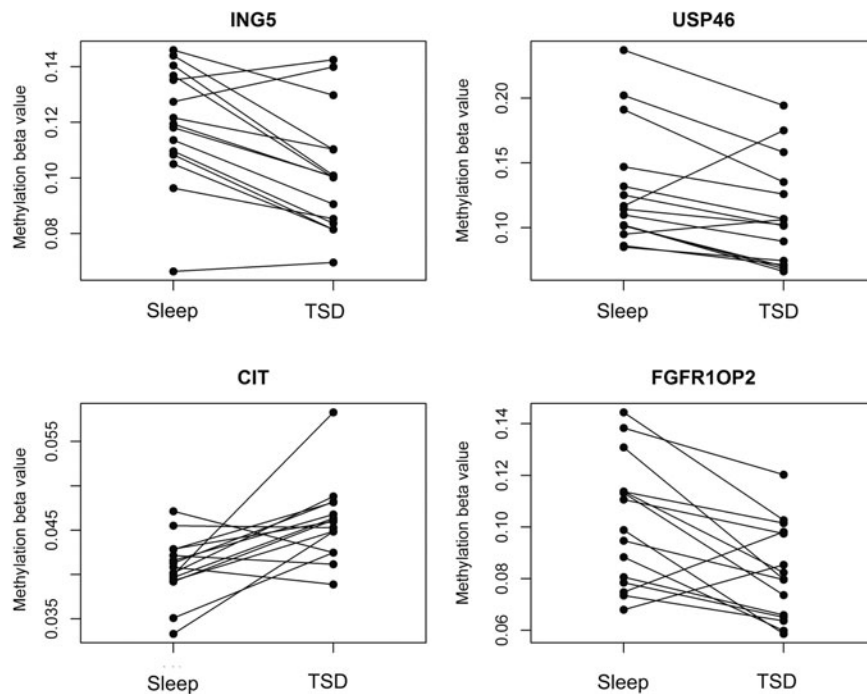 ING5
Methylation beta value
0.14
0.12
0.10
0.08
Sleep
TSD
USP46
Methylation beta value
0.20
0.15
0.10
Sleep
TSD
CIT
Methylation beta value
0.055
0.045
0.035
Sleep
TSD
FGFR1OP2
Methylation beta value
0.14
0.12
0.10
0.08
0.06
Sleep
TSD